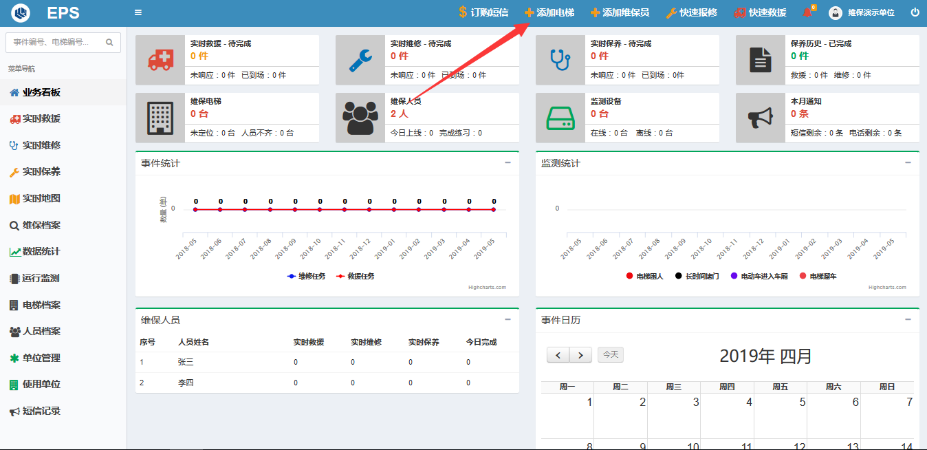 EPS
订购短信 添加电梯 添加维保员 快速报修 快速救援 0 维保演示单位
事件编号、电梯编号...
菜单导航
业务看板
实时救援
实时维修
实时保养
实时地图
维保档案
数据统计
运行监测
电梯档案
人员档案
单位管理
使用单位
短信记录
实时救援 - 待完成
0 件
未响应：0 件 已到场：0 件
实时维修 - 待完成
0 件
未响应：0 件 已到场：0 件
实时保养 - 待完成
0 件
未响应：0 件 已到场：0件
保养历史 - 已完成
0 件
救援：0 件 维修：0 件
维保电梯
0 台
未定位：0 台 人员不齐：0 台
维保人员
2 人
今日上线：0 完成练习：0
监测设备
0 台
在线：0 台 离线：0 台
本月通知
0 条
短信剩余：0 条 电话剩余：0 条
事件统计
数量 (想)
0
0 0 0 0 0 0 0 0 0 0 0 0 0
2018-05 2018-06 2018-07 2018-08 2018-09 2018-10 2018-11 2018-12 2019-01 2019-02 2019-03 2019-04 2019-05
维修任务 救援任务
Highcharts.com
监测统计
0
2018-05 2018-06 2018-07 2018-08 2018-09 2018-10 2018-11 2018-12 2019-01 2019-02 2019-03 2019-04 2019-05
电梯困人 长时间堵门 电动车进入车厢 电梯蹲车
Highcharts.com
维保人员
序号 人员姓名 实时救援 实时维修 实时保养 今日完成
1 张三 0 0 0 0
2 李四 0 0 0 0
事件日历
今天
2019年 四月
周一 周二 周三 周四 周五 周六 周日
1 2 3 4 5 6 7
8 9 10 11 12 13 14